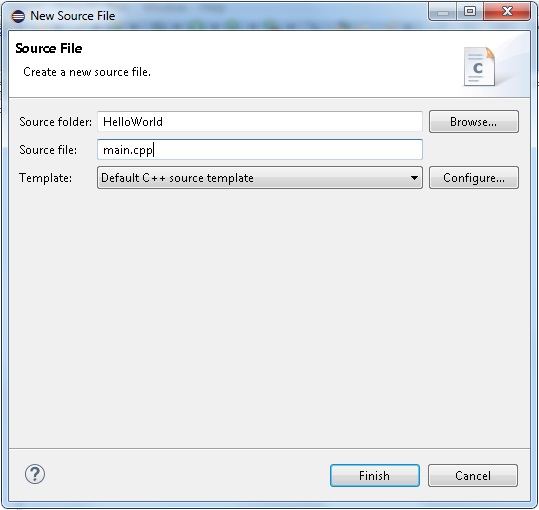 New Source File
Source File
Create a new source file.
C
Source folder: HelloWorld Browse...
Source file: main.cpp
Template: Default C++ source template Configure...
? Finish Cancel